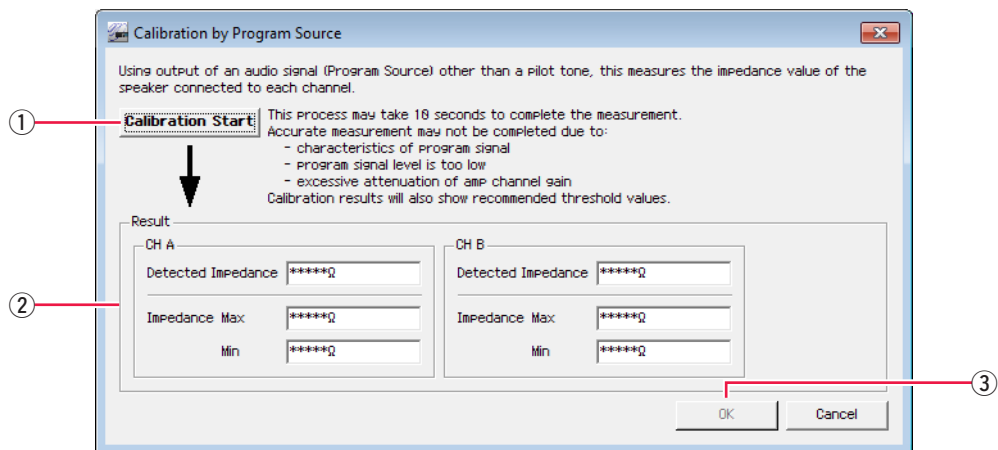 Calibration by Program Source
Using output of an audio signal (Program Source) other than a pilot tone, this measures the impedance value of the
speaker connected to each channel.
① Calibration Start
This process may take 10 seconds to complete the measurement.
Accurate measurement may not be completed due to:
- characteristics of program signal
- program signal level is too low
- excessive attenuation of amp channel gain
Calibration results will also show recommended threshold values.
Result
②
CH A
Detected Impedance *****Ω
Impedance Max *****Ω
Min *****Ω
CH B
Detected Impedance *****Ω
Impedance Max *****Ω
Min *****Ω
③
OK Cancel